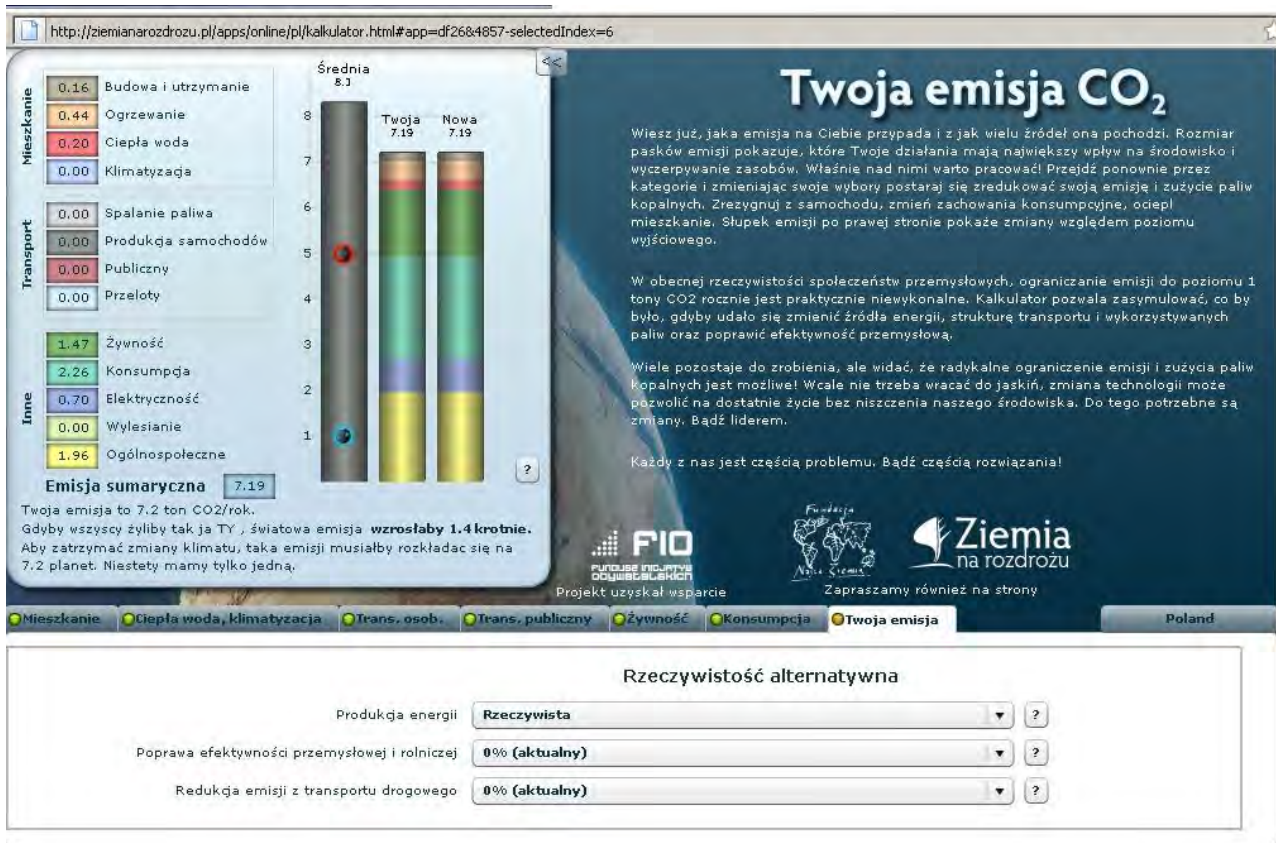 http://ziemianarozdrozu.pl/apps/online/pl/kalkulator.html#app=df26&4857-selectedIndex=6
Mieszkanie
0.16 Budowa i utrzymanie
0.44 Ogrzewanie
0.20 Ciepła woda
0.00 Klimatyzacja
Transport
0.00 Spalanie paliwa
0.00 Produkcja samochodów
0.00 Publiczny
0.00 Przeloty
Inne
1.47 Żywność
2.26 Konsumpcja
0.70 Elektryczność
0.00 Wylesianie
1.96 Ogólnospołeczne
Emisja sumaryczna 7.19
Średnia
8.3
Twoja
7.19
Nowa
7.19
8
7
6
5
4
3
2
1
?
<<
Twoja emisja to 7.2 ton CO2/rok.
Gdyby wszyscy żyliby tak ja TY , światowa emisja wzrosłaby 1.4 krotnie.
Aby zatrzymać zmiany klimatu, taka emisji musiałby rozkładac się na
7.2 planet. Niestety mamy tylko jedną.
Twoja emisja CO₂
Wiesz już, jaka emisja na Ciebie przypada i z jak wielu źródeł ona pochodzi. Rozmiar
pasków emisji pokazuje, które Twoje działania mają największy wpływ na środowisko i
wyczerpywanie zasobów. Właśnie nad nimi warto pracować! Przejdź ponownie przez
kategorie i zmieniając swoje wybory postaraj się zredukować swoją emisję i zużycie paliw
kopalnych. Zrezygnuj z samochodu, zmień zachowania konsumpcyjne, ociepl
mieszkanie. Słupek emisji po prawej stronie pokaże zmiany względem poziomu
wyjściowego.
W obecnej rzeczywistości społeczeństw przemysłowych, ograniczanie emisji do poziomu 1
tony CO2 rocznie jest praktycznie niewykonalne. Kalkulator pozwala zasymulować, co by
było, gdyby udało się zmienić źródła energii, strukturę transportu i wykorzystywanych
paliw oraz poprawić efektywność przemysłową.
Wiele pozostaje do zrobienia, ale widać, że radykalne ograniczenie emisji i zużycia paliw
kopalnych jest możliwe! Wcale nie trzeba wracać do jaskiń, zmiana technologii może
pozwolić na dostatnie życie bez niszczenia naszego środowiska. Do tego potrzebne są
zmiany. Bądź liderem.
Każdy z nas jest częścią problemu. Bądź częścią rozwiązania!
FIO
FUNDUSZ INICJATYW
OBYWATELSKICH
Projekt uzyskał wsparcie
Fundacja
Nasza Ziemia
Ziemia
na rozdrożu
Zapraszamy również na strony
Mieszkanie
Ciepła woda, klimatyzacja
Trans. osob.
Trans. publiczny
Żywność
Konsumpcja
Twoja emisja
Poland
Rzeczywistość alternatywna
Produkcja energii Rzeczywista ?
Poprawa efektywności przemysłowej i rolniczej 0% (aktualny) ?
Redukcja emisji z transportu drogowego 0% (aktualny) ?